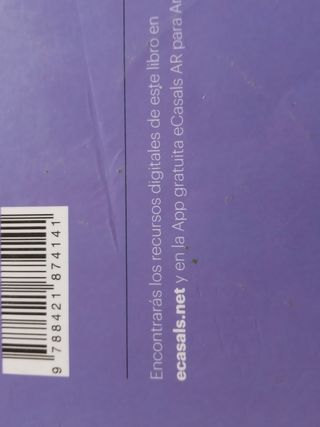 Encontrarás los recursos digitales de este libro en
ecasals.net y en la App gratuita eCasals AR para
9 788421 874141